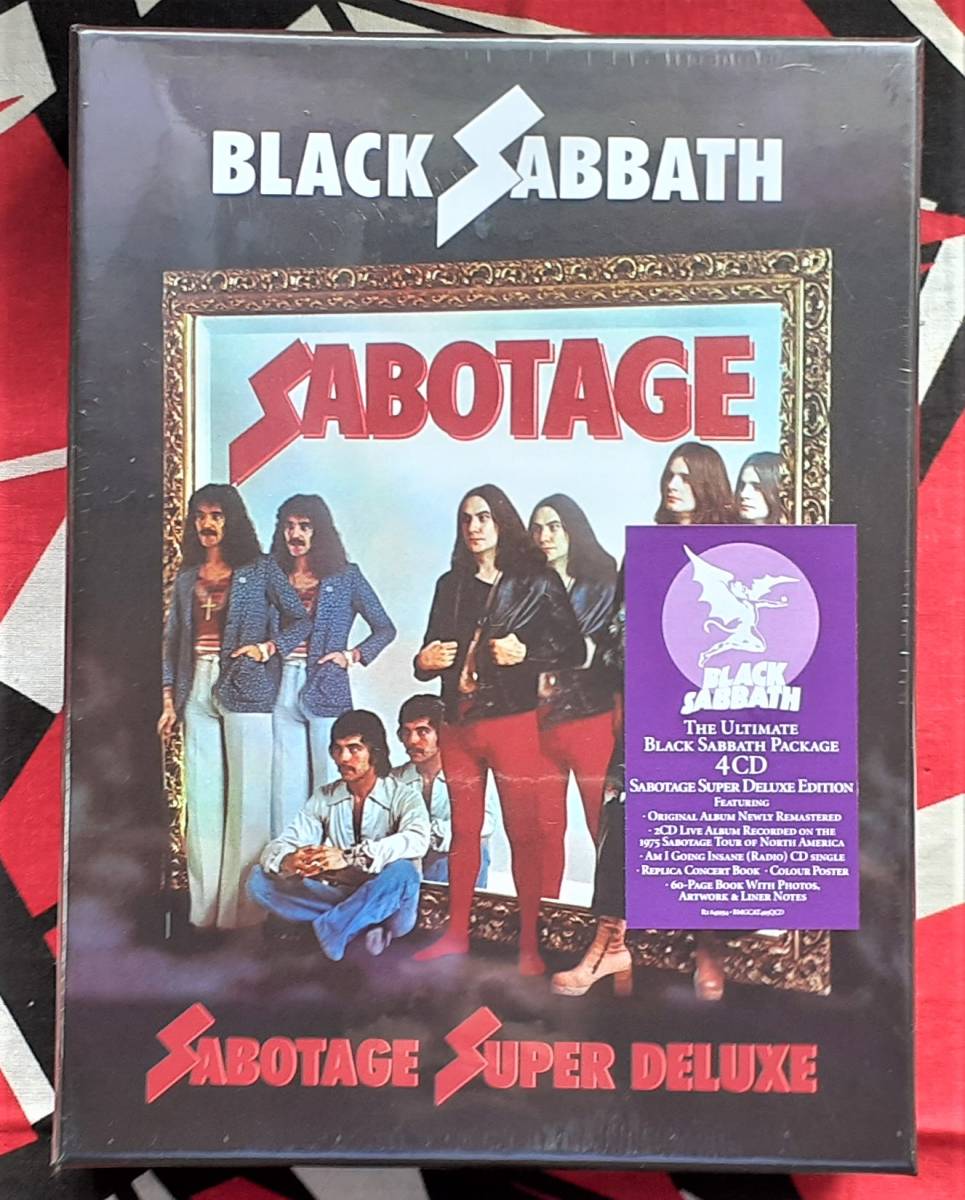 BLACK SABBATH
SABOTAGE
BLACK
SABBATH
THE ULTIMATE
BLACK SABBATH PACKAGE
4CD
SABOTAGE SUPER DELUXE EDITION
FEATURING
· ORIGINAL ALBUM NEWLY REMASTERED
· 2CD LIVE ALBUM RECORDED ON THE
1975 SABOTAGE TOUR OF NORTH AMERICA
· AM I GOING INSANE (RADIO) CD SINGLE
· REPLICA CONCERT BOOK · COLOUR POSTER
· 60-PAGE BOOK WITH PHOTOS,
ARTWORK & LINER NOTES
SABOTAGE SUPER DELUXE